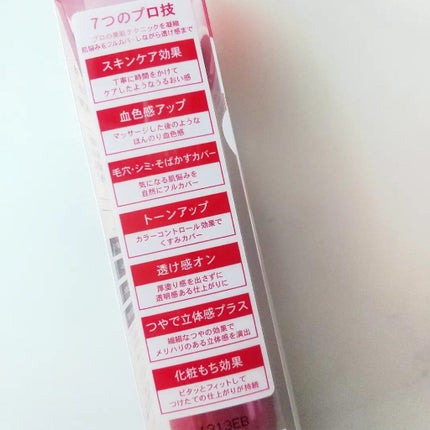 7つのプロ技
プロの美肌テクニックを凝縮
肌悩みをフルカバーしながら透け感まで
スキンケア効果
丁寧に時間をかけて
ケアしたようなうるおい感
血色感アップ
マッサージした後のような
ほんのり血色感
毛穴・シミ・そばかすカバー
気になる肌悩みを
自然にフルカバー
トーンアップ
カラーコントロール効果で
くすみカバー
透け感オン
厚塗り感を出さずに
透明感ある仕上がりに
つやで立体感プラス
繊細なつやの効果で
メリハリのある立体感を演出
化粧もち効果
ピタッとフィットして
つけたての仕上がりが持続